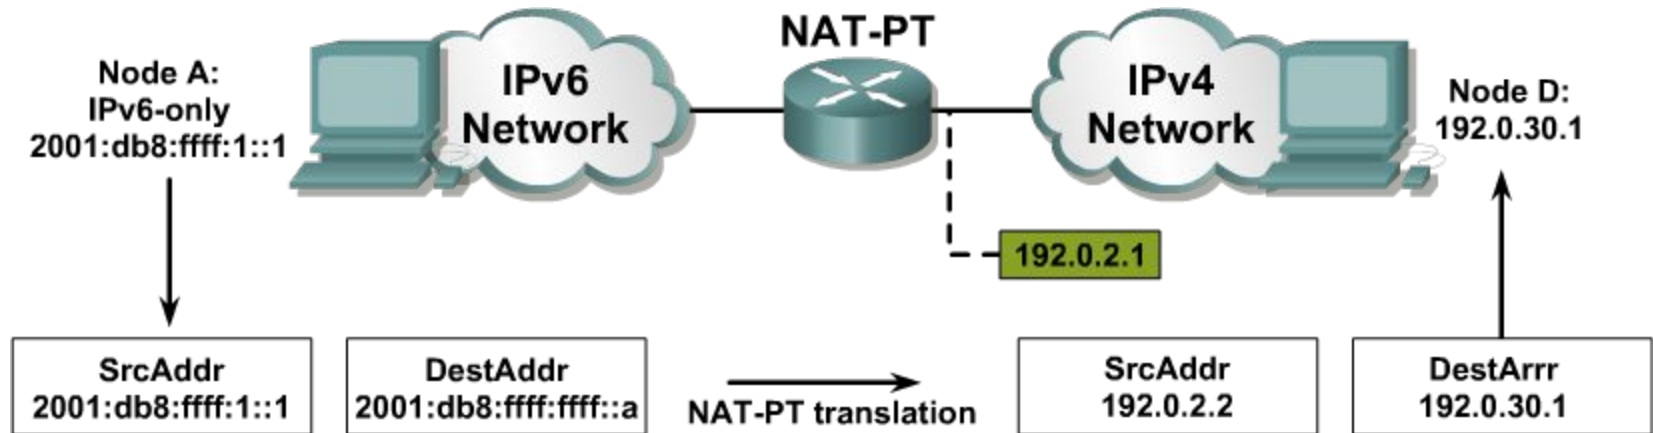 NAT-PT
Node A:
IPv6-only
2001:db8:ffff:1::1
IPv6
Network
IPv4
Network
Node D:
192.0.30.1
192.0.2.1
SrcAddr
2001:db8:ffff:1::1
DestAddr
2001:db8:ffff:ffff::a
NAT-PT translation
SrcAddr
192.0.2.2
DestArrr
192.0.30.1